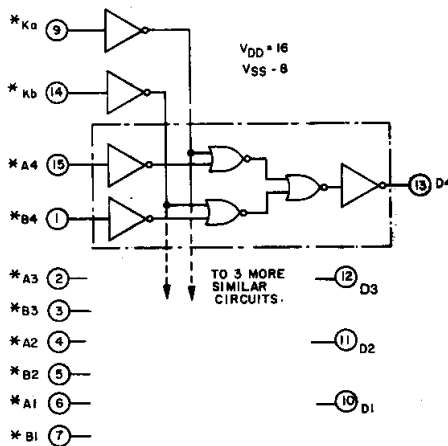 *Ka 9
VDD = 16
VSS - 8
*Kb 14
*A4 15
13 D4
*B4 1
*A3 2
TO 3 MORE
SIMILAR
CIRCUITS.
12 D3
*B3 3
*A2 4
11 D2
*B2 5
*A1 6
10 D1
*B1 7